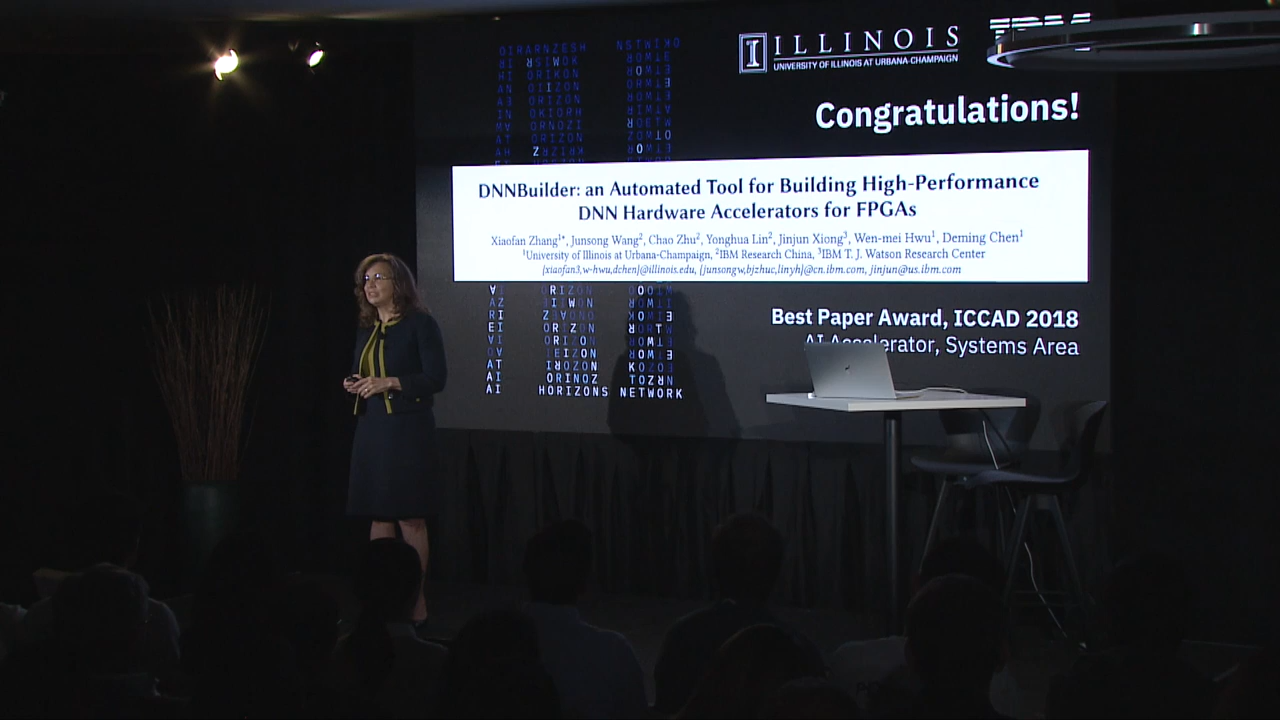 ILLINOIS
UNIVERSITY OF ILLINOIS AT URBANA-CHAMPAIGN
IBM
Congratulations!
DNNBuilder: an Automated Tool for Building High-Performance
DNN Hardware Accelerators for FPGAs
Xiaofan Zhang1*, Junsong Wang2, Chao Zhu2, Yonghua Lin2, Jinjun Xiong3, Wen-mei Hwu1, Deming Chen1
1University of Illinois at Urbana-Champaign, 2IBM Research China, 3IBM T. J. Watson Research Center
{xiaofan3,w-hwu,dchen}@illinois.edu, {junsongw,bjzhuc,linyh}@cn.ibm.com, jinjun@us.ibm.com
Best Paper Award, ICCAD 2018
AI Accelerator, Systems Area
AI HORIZONS NETWORK